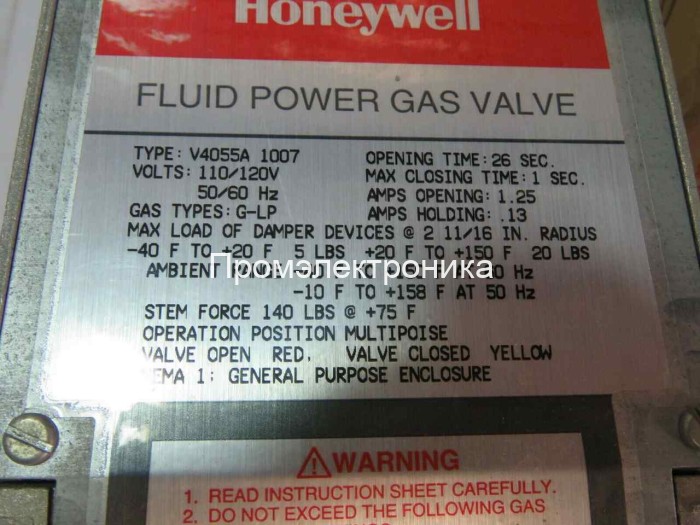 Honeywell
FLUID POWER GAS VALVE
TYPE: V4055A 1007
VOLTS: 110/120V
50/60 Hz
GAS TYPES: G-LP
OPENING TIME: 26 SEC.
MAX CLOSING TIME: 1 SEC.
AMPS OPENING: 1.25
AMPS HOLDING: .13
MAX LOAD OF DAMPER DEVICES @ 2 11/16 IN. RADIUS
-40 F TO +20 F 5 LBS +20 F TO +150 F 20 LBS
AMBIENT RANGE Hz
Промэлектроника
-10 F TO +158 F AT 50 Hz
STEM FORCE 140 LBS @ +75 F
OPERATION POSITION MULTIPOISE
VALVE OPEN RED. VALVE CLOSED YELLOW
1: GENERAL PURPOSE ENCLOSURE
WARNING
1. READ INSTRUCTION SHEET CAREFULLY.
2. DO NOT EXCEED THE FOLLOWING GAS